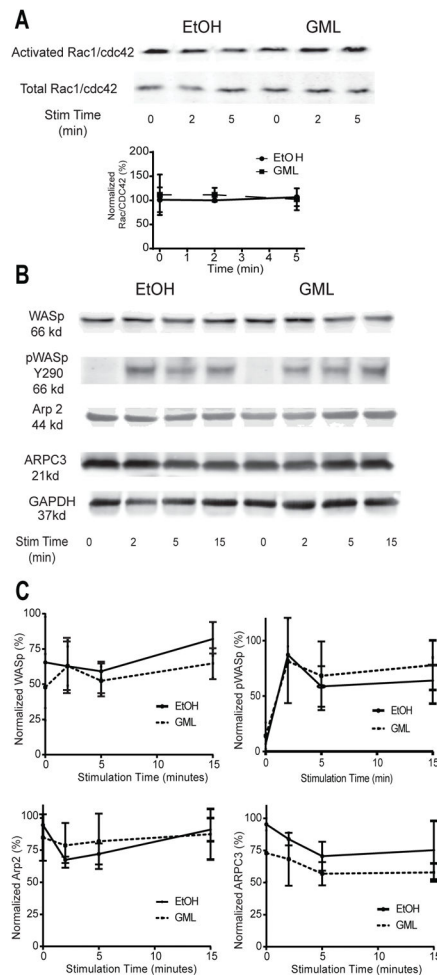 A
EtOH GML
Activated Rac1/cdc42
Total Rac1/cdc42
Stim Time
(min)
0 2 5 0 2 5
Normalized
Rac/CDC42 (%)
200
150
100
50
0
EtOH
GML
0 1 2 3 4 5
Time (min)
B
EtOH GML
WASp
66 kd
pWASp
Y290
66 kd
Arp 2
44 kd
ARPC3
21kd
GAPDH
37kd
Stim Time
(min)
0 2 5 15 0 2 5 15
C
Normalized WASp (%)
100
75
50
25
0
EtOH
GML
0 5 10 15
Stimulation Time (minutes)
Normalized pWASp (%)
100
50
0
EtOH
GML
0 5 10 15
Stimulation Time (min)
Normalized Arp2 (%)
100
75
50
25
0
EtOH
GML
0 5 10 15
Stimulation Time (minutes)
Normalized ARPC3 (%)
100
75
50
25
0
EtOH
GML
0 5 10 15
Stimulation Time (minutes)